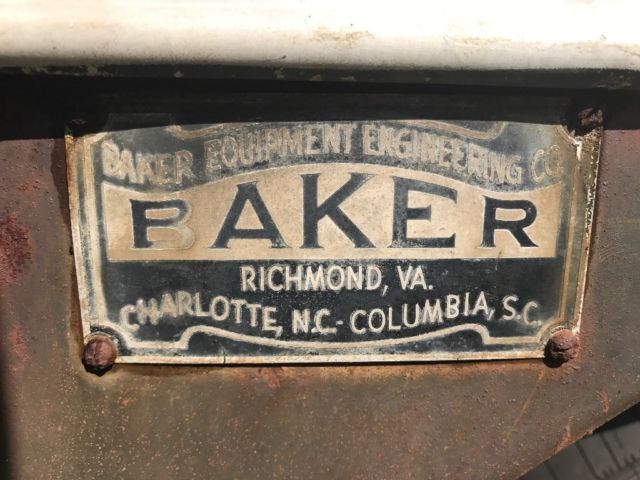 BAKER EQUIPMENT ENGINEERING CO.
BAKER
RICHMOND, VA.
CHARLOTTE, N.C. - COLUMBIA, S.C.